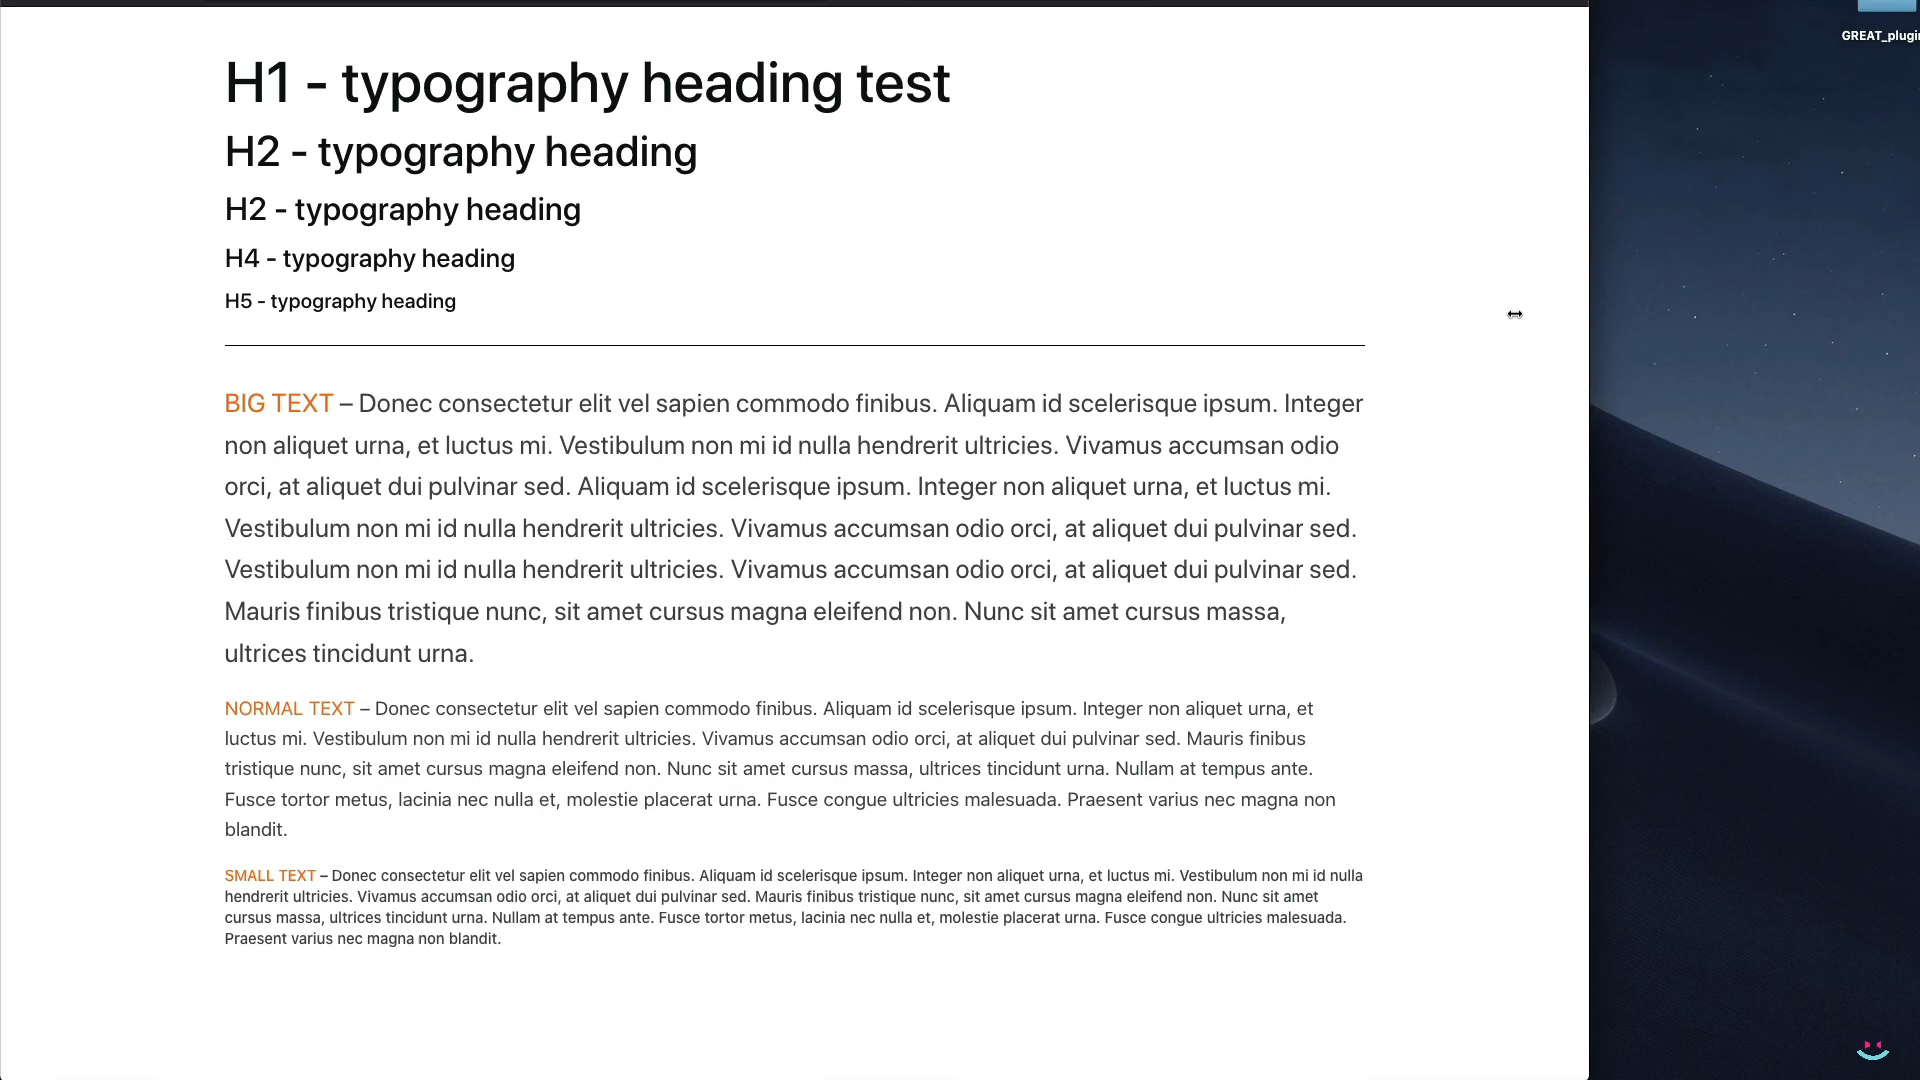 GREAT_plugin
H1 - typography heading test
H2 - typography heading
H2 - typography heading
H4 - typography heading
H5 - typography heading
BIG TEXT – Donec consectetur elit vel sapien commodo finibus. Aliquam id scelerisque ipsum. Integer
non aliquet urna, et luctus mi. Vestibulum non mi id nulla hendrerit ultricies. Vivamus accumsan odio
orci, at aliquet dui pulvinar sed. Aliquam id scelerisque ipsum. Integer non aliquet urna, et luctus mi.
Vestibulum non mi id nulla hendrerit ultricies. Vivamus accumsan odio orci, at aliquet dui pulvinar sed.
Vestibulum non mi id nulla hendrerit ultricies. Vivamus accumsan odio orci, at aliquet dui pulvinar sed.
Mauris finibus tristique nunc, sit amet cursus magna eleifend non. Nunc sit amet cursus massa,
ultrices tincidunt urna.
NORMAL TEXT – Donec consectetur elit vel sapien commodo finibus. Aliquam id scelerisque ipsum. Integer non aliquet urna, et
luctus mi. Vestibulum non mi id nulla hendrerit ultricies. Vivamus accumsan odio orci, at aliquet dui pulvinar sed. Mauris finibus
tristique nunc, sit amet cursus magna eleifend non. Nunc sit amet cursus massa, ultrices tincidunt urna. Nullam at tempus ante.
Fusce tortor metus, lacinia nec nulla et, molestie placerat urna. Fusce congue ultricies malesuada. Praesent varius nec magna non
blandit.
SMALL TEXT – Donec consectetur elit vel sapien commodo finibus. Aliquam id scelerisque ipsum. Integer non aliquet urna, et luctus mi. Vestibulum non mi id nulla
hendrerit ultricies. Vivamus accumsan odio orci, at aliquet dui pulvinar sed. Mauris finibus tristique nunc, sit amet cursus magna eleifend non. Nunc sit amet
cursus massa, ultrices tincidunt urna. Nullam at tempus ante. Fusce tortor metus, lacinia nec nulla et, molestie placerat urna. Fusce congue ultricies malesuada.
Praesent varius nec magna non blandit.